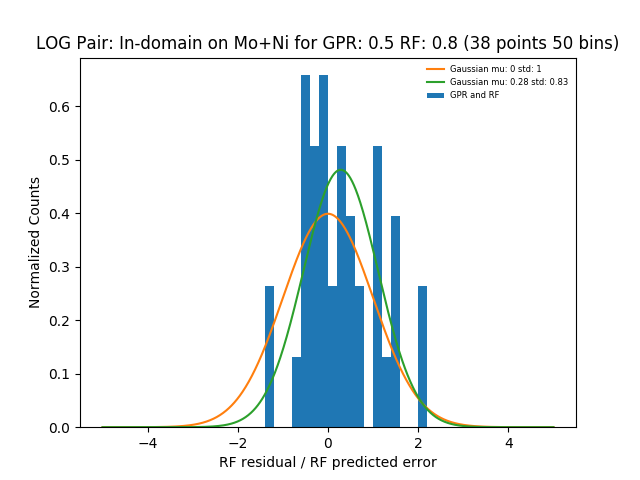 LOG Pair: In-domain on Mo+Ni for GPR: 0.5 RF: 0.8 (38 points 50 bins)
Gaussian mu: 0 std: 1
Gaussian mu: 0.28 std: 0.83
GPR and RF
Normalized Counts
0.6
0.5
0.4
0.3
0.2
0.1
0.0
−4
−2
0
2
4
RF residual / RF predicted error